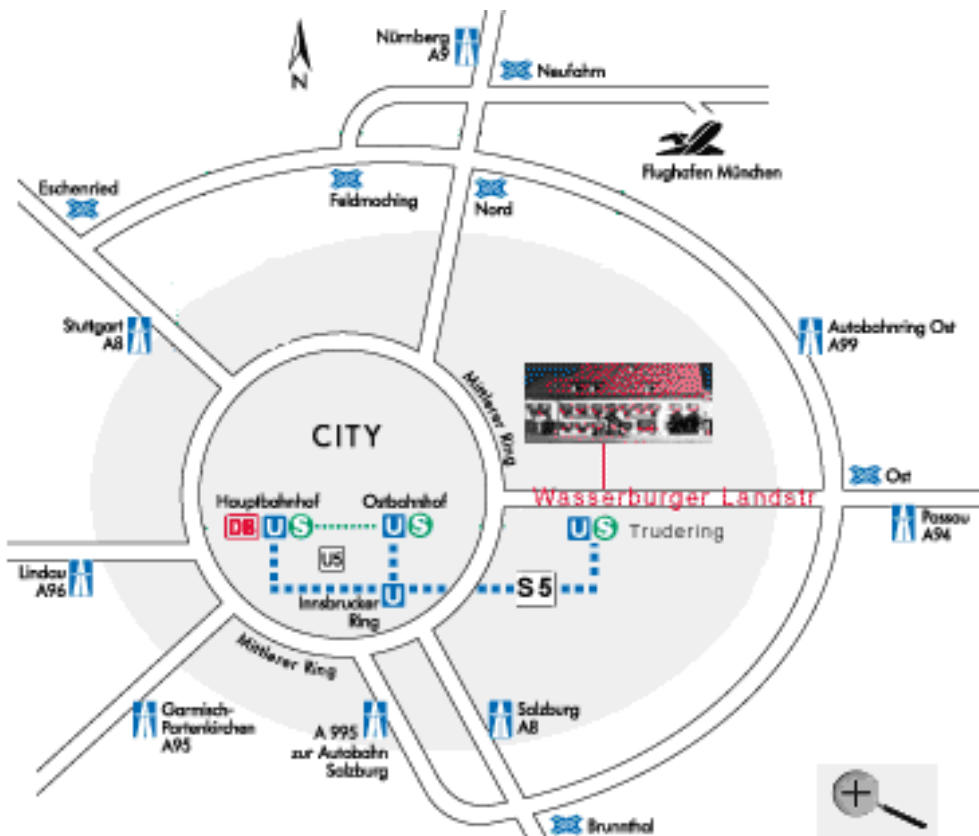 Nürnberg
A9
N
Neufahrn
Flughafen München
Eschenried
Feldmoching
Nord
Stuttgart
A8
Autobahnring Ost
A99
Mittlerer Ring
CITY
Ost
Wasserburger Landstr
Hauptbahnhof
Ostbahnhof
DB U S
U S
U S Trudering
Passau
A94
U5
Lindau
A96
S5
Innsbrucker
Ring
U
Mittlerer Ring
Garmisch-
Partenkirchen
A95
A 995
zur Autobahn
Salzburg
Salzburg
A8
Brunnthal